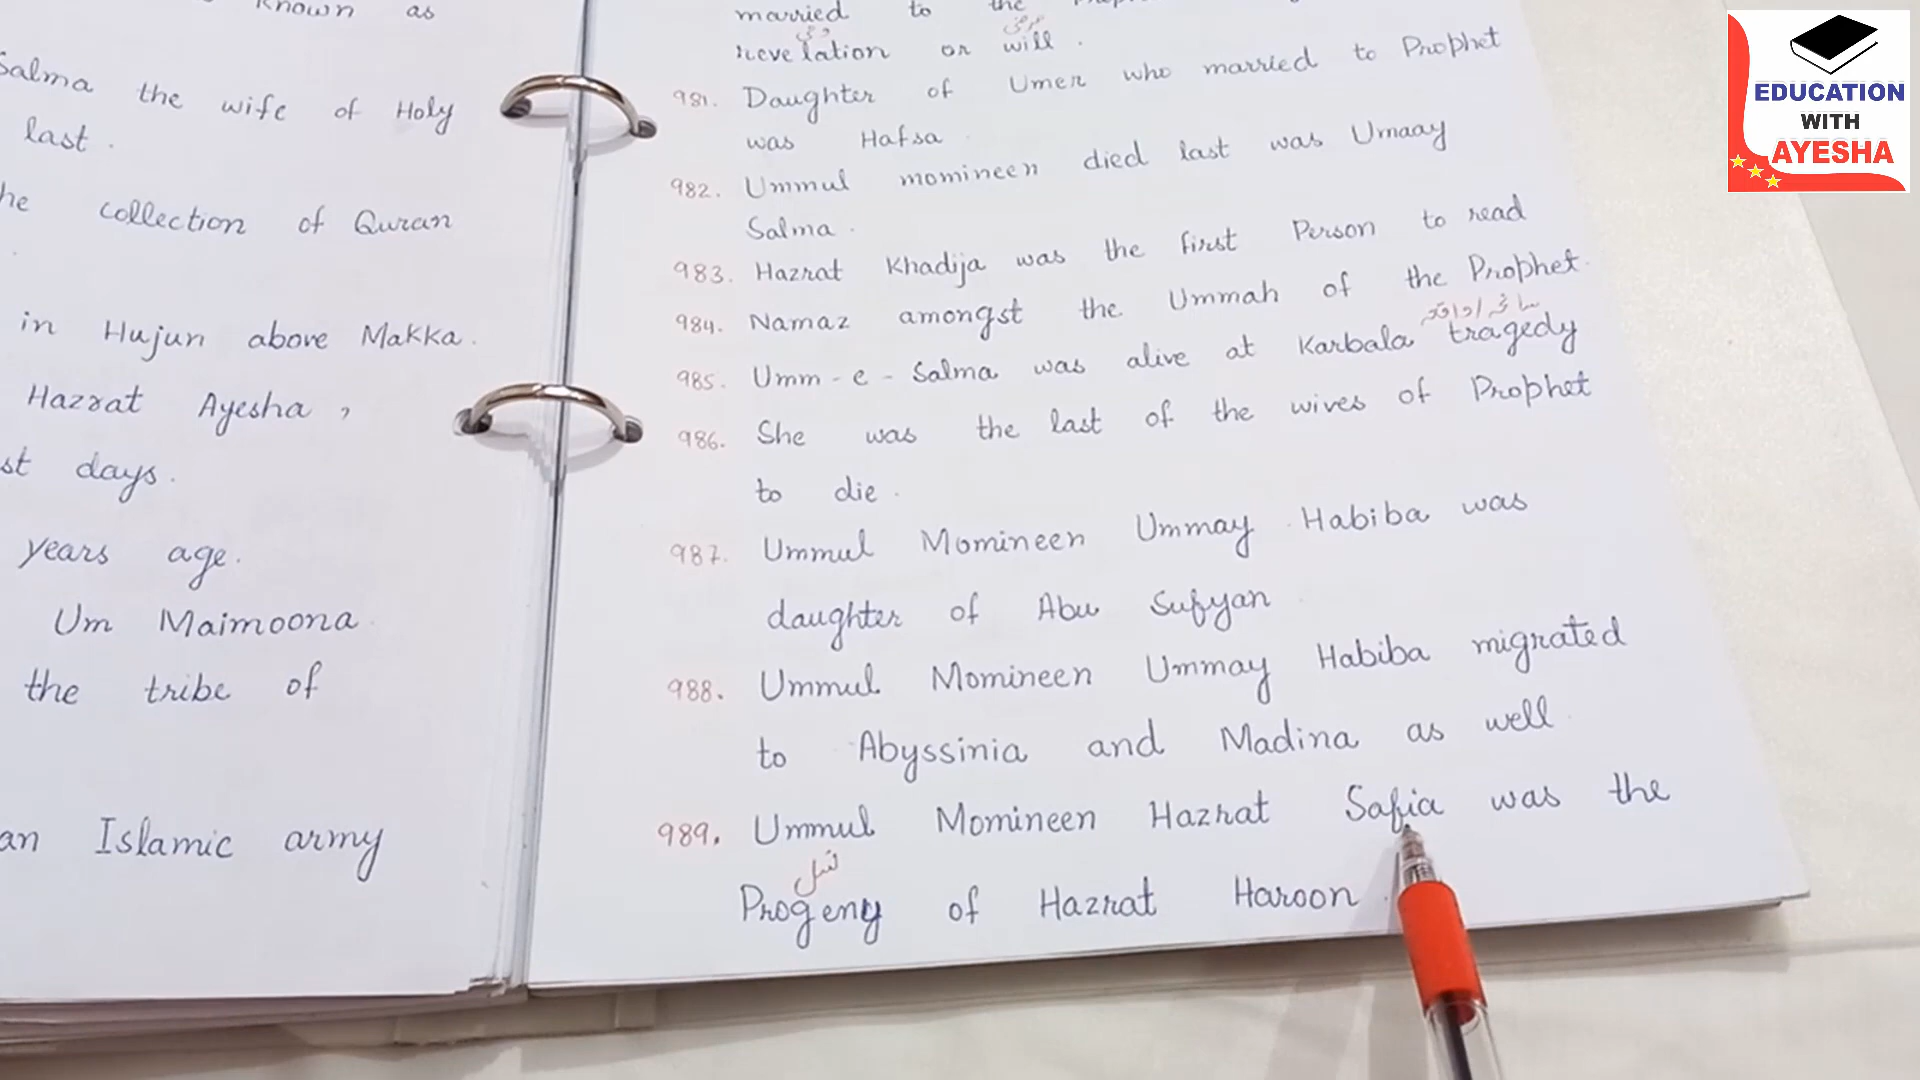 known as
Salma the wife of Holy
last.
collection of Quran
in Hujun above Makka.
Hazrat Ayesha,
days.
years age.
Um Maimoona
the tribe of
Islamic army
married to the
وحی مرضی
revelation or will.
981. Daughter of Umer who married to Prophet
was Hafsa
982. Ummul momineen died last was Umaay
Salma.
983. Hazrat Khadija was the first Person to read
984. Namaz amongst the Ummah of the Prophet.
985. Umm-e-Salma was alive at Karbala tragedy
986. She was the last of the wives of Prophet
to die.
987. Ummul Momineen Ummay Habiba was
daughter of Abu Sufyan
988. Ummul Momineen Ummay Habiba migrated
to Abyssinia and Madina as well.
989. Ummul Momineen Hazrat Safia was the
نسل
Progeny of Hazrat Haroon.
EDUCATION
WITH
AYESHA